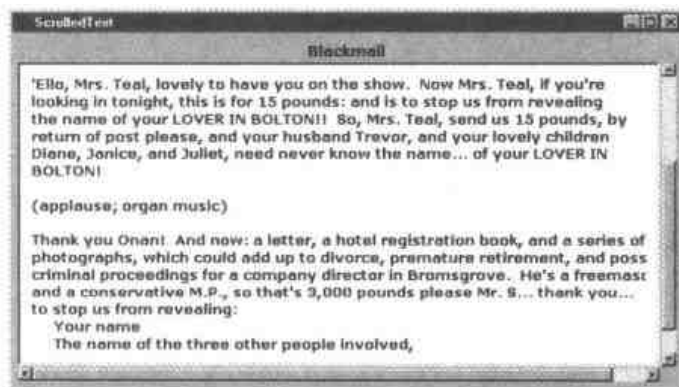 ScrolledText
Blackmail
'Ello, Mrs. Teal, lovely to have you on the show.  Now Mrs. Teal, if you're
looking in tonight, this is for 15 pounds: and is to stop us from revealing
the name of your LOVER IN BOLTON!!  So, Mrs. Teal, send us 15 pounds, by
return of post please, and your husband Trevor, and your lovely children
Diane, Janice, and Juliet, need never know the name... of your LOVER IN
BOLTON!
(applause; organ music)
Thank you Onan!  And now: a letter, a hotel registration book, and a series of
photographs, which could add up to divorce, premature retirement, and poss
criminal proceedings for a company director in Bromsgrove.  He's a freemaso
and a conservative M.P., so that's 3,000 pounds please Mr. S... thank you...
to stop us from revealing:
Your name
The name of the three other people involved,